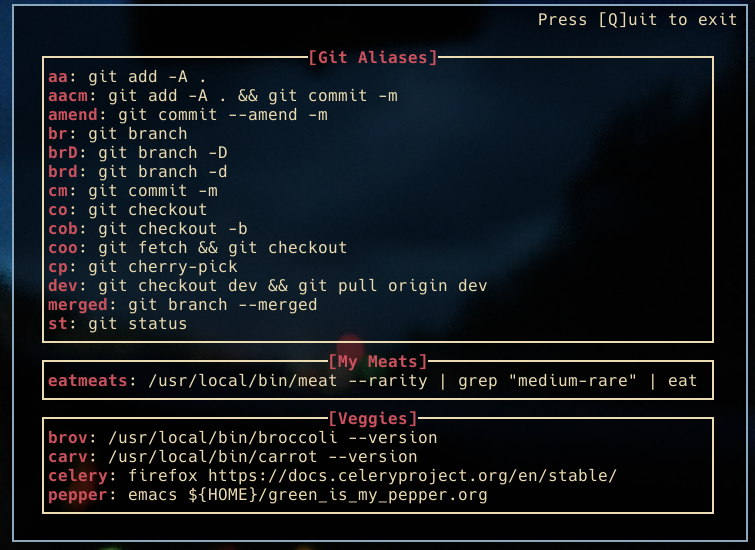 Press [Q]uit to exit
[Git Aliases]
aa: git add -A .
aacm: git add -A . && git commit -m
amend: git commit --amend -m
br: git branch
brD: git branch -D
brd: git branch -d
cm: git commit -m
co: git checkout
cob: git checkout -b
coo: git fetch && git checkout
cp: git cherry-pick
dev: git checkout dev && git pull origin dev
merged: git branch --merged
st: git status
[My Meats]
eatmeats: /usr/local/bin/meat --rarity | grep "medium-rare" | eat
[Veggies]
brov: /usr/local/bin/broccoli --version
carv: /usr/local/bin/carrot --version
celery: firefox https://docs.celeryproject.org/en/stable/
pepper: emacs ${HOME}/green_is_my_pepper.org